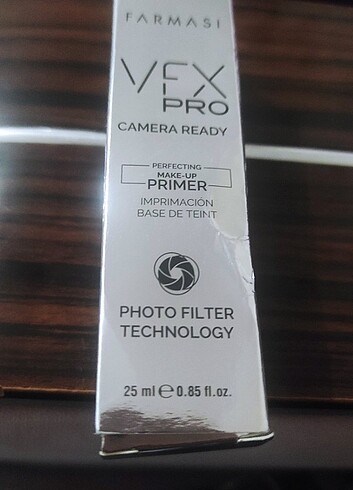 FARMASI
VFX
PRO
CAMERA READY
PERFECTING
MAKE-UP
PRIMER
IMPRIMACIÓN
BASE DE TEINT
PHOTO FILTER
TECHNOLOGY
25 ml ℮ 0.85 fl.oz.